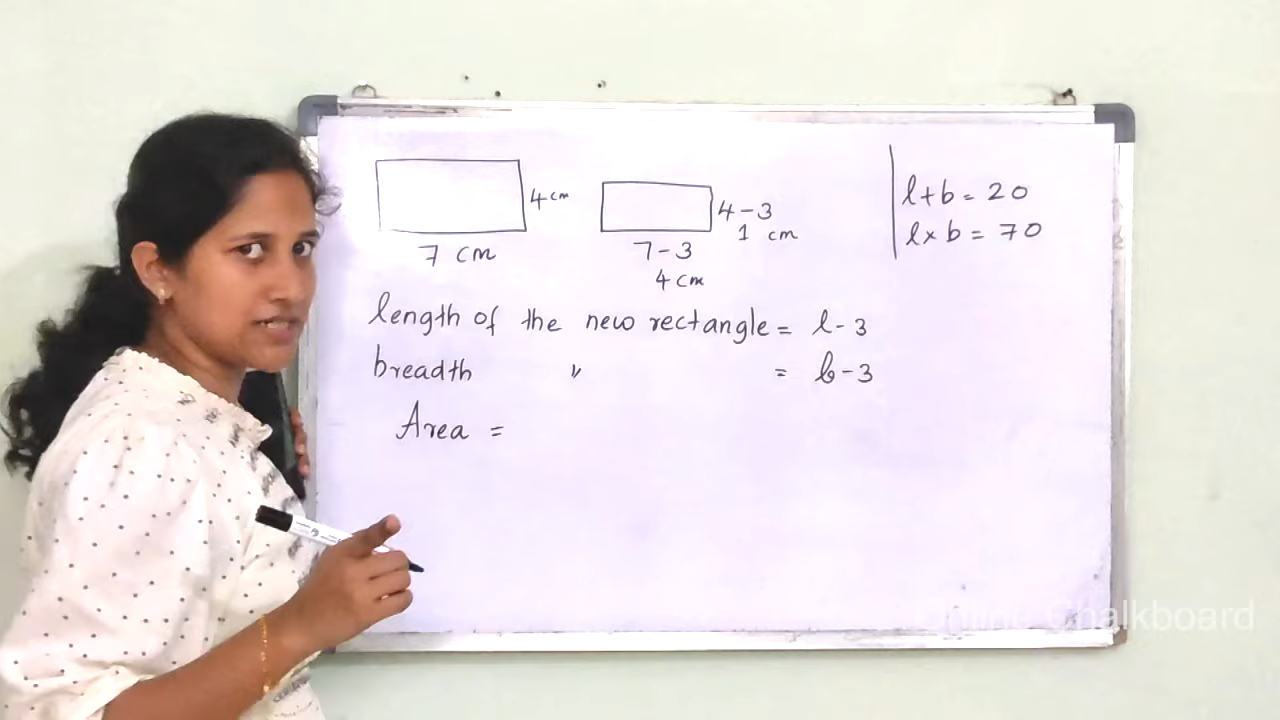 4 cm
7 cm
4 - 3
1 cm
7 - 3
4 cm
l + b = 20
l × b = 70
length of the new rectangle = l - 3
breadth 〃 = b - 3
Area =
Online Chalkboard